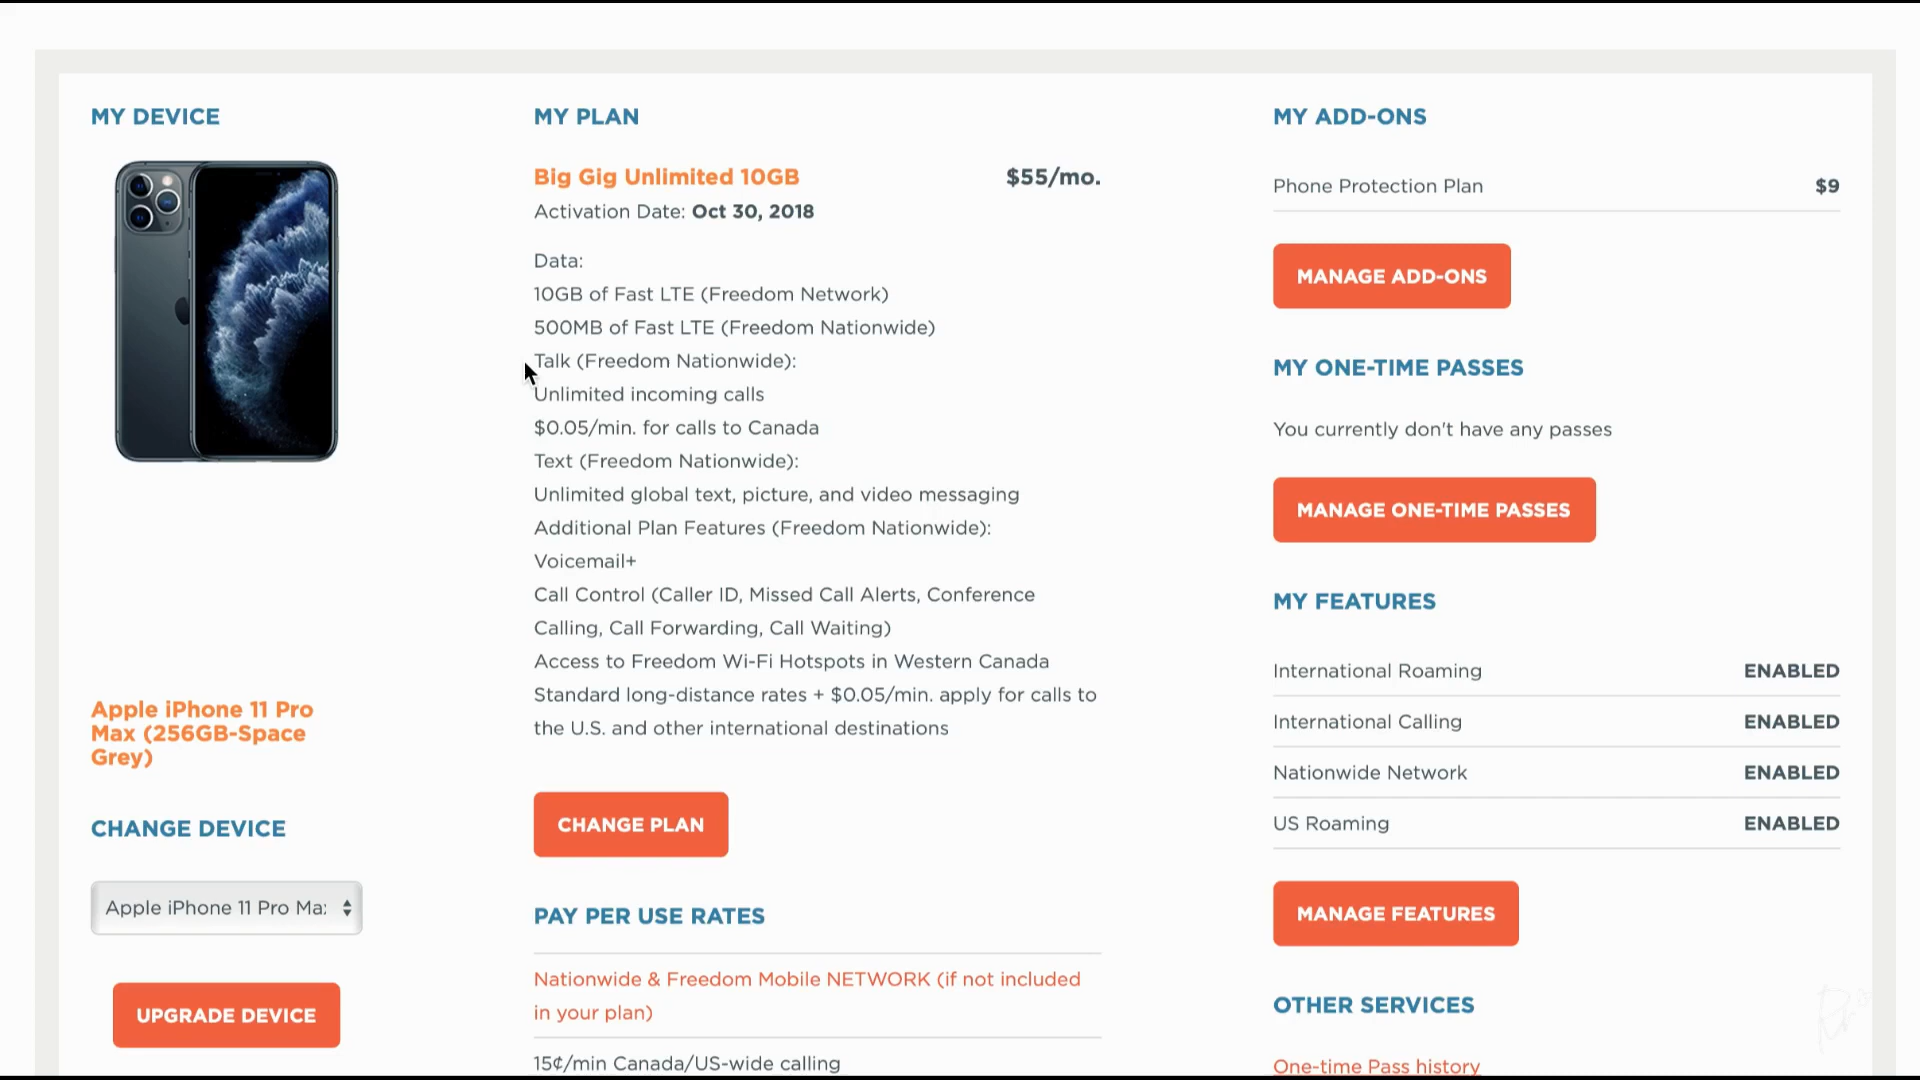 MY DEVICE
Apple iPhone 11 Pro
Max (256GB-Space
Grey)
CHANGE DEVICE
Apple iPhone 11 Pro Ma:
UPGRADE DEVICE
MY PLAN
Big Gig Unlimited 10GB $55/mo.
Activation Date: Oct 30, 2018
Data:
10GB of Fast LTE (Freedom Network)
500MB of Fast LTE (Freedom Nationwide)
Talk (Freedom Nationwide):
Unlimited incoming calls
$0.05/min. for calls to Canada
Text (Freedom Nationwide):
Unlimited global text, picture, and video messaging
Additional Plan Features (Freedom Nationwide):
Voicemail+
Call Control (Caller ID, Missed Call Alerts, Conference
Calling, Call Forwarding, Call Waiting)
Access to Freedom Wi-Fi Hotspots in Western Canada
Standard long-distance rates + $0.05/min. apply for calls to
the U.S. and other international destinations
CHANGE PLAN
PAY PER USE RATES
Nationwide & Freedom Mobile NETWORK (if not included
in your plan)
15¢/min Canada/US-wide calling
MY ADD-ONS
Phone Protection Plan $9
MANAGE ADD-ONS
MY ONE-TIME PASSES
You currently don't have any passes
MANAGE ONE-TIME PASSES
MY FEATURES
International Roaming ENABLED
International Calling ENABLED
Nationwide Network ENABLED
US Roaming ENABLED
MANAGE FEATURES
OTHER SERVICES
One-time Pass history